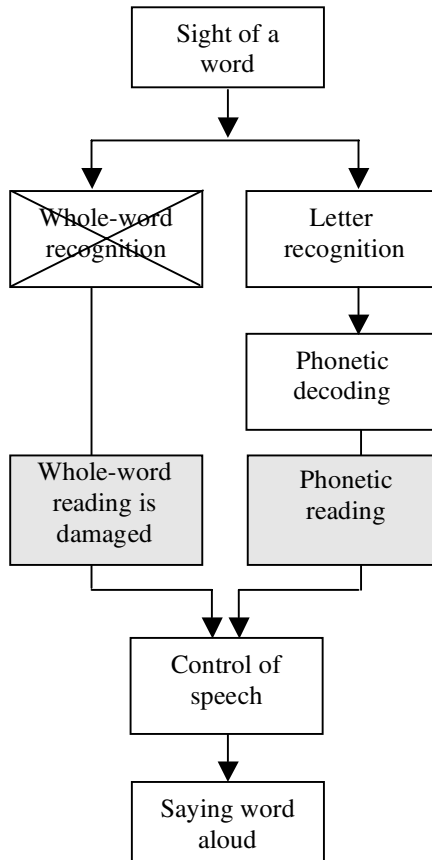 Sight of a
word
Whole-word
recognition
Letter
recognition
Phonetic
decoding
Whole-word
reading is
damaged
Phonetic
reading
Control of
speech
Saying word
aloud